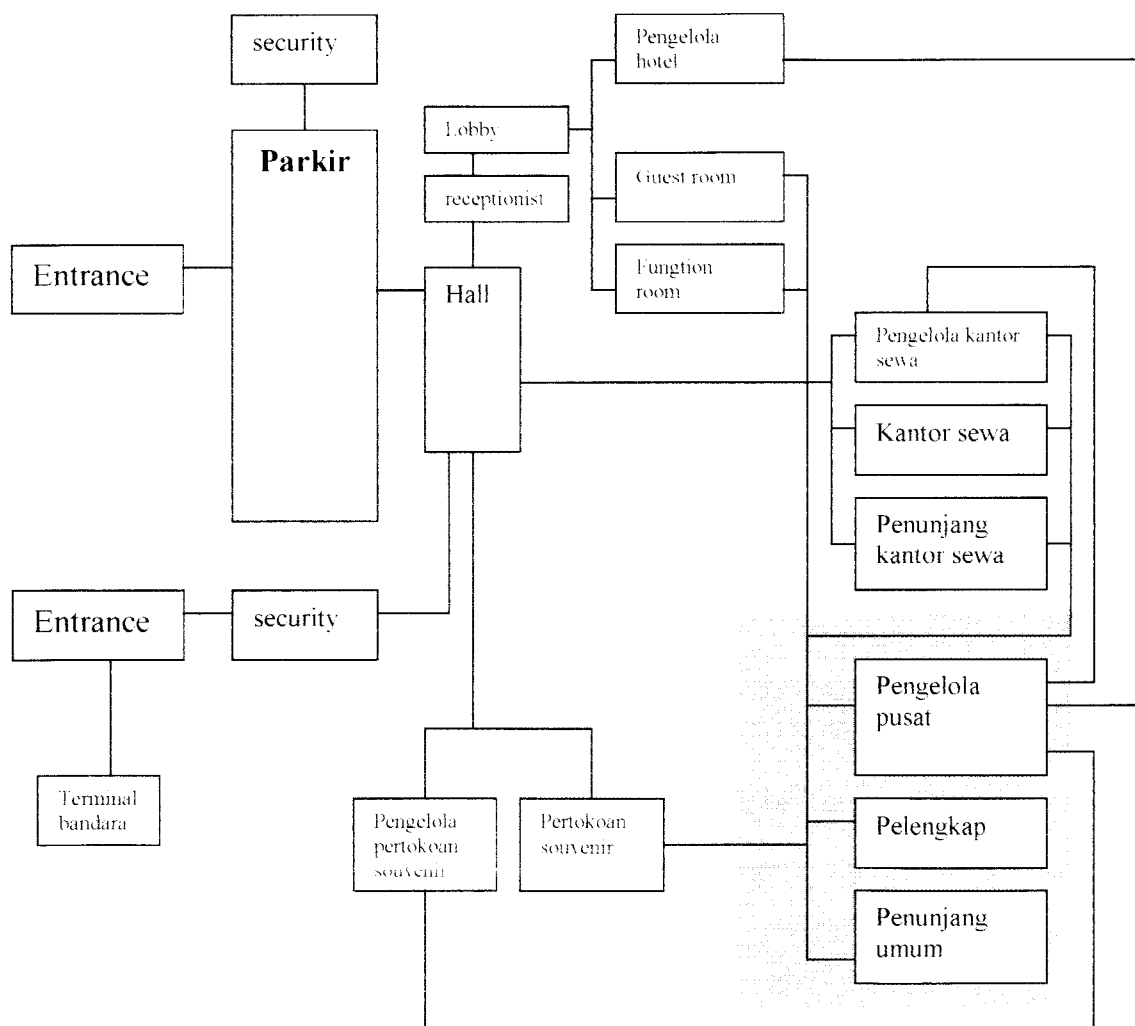 security
Parkir
Entrance
Pengelola
hotel
Lobby
receptionist
Guest room
Fungtion
room
Hall
Pengelola kantor
sewa
Kantor sewa
Penunjang
kantor sewa
Entrance
security
Terminal
bandara
Pengelola
pertokoan
souvenir
Pertokoan
souvenir
Pengelola
pusat
Pelengkap
Penunjang
umum